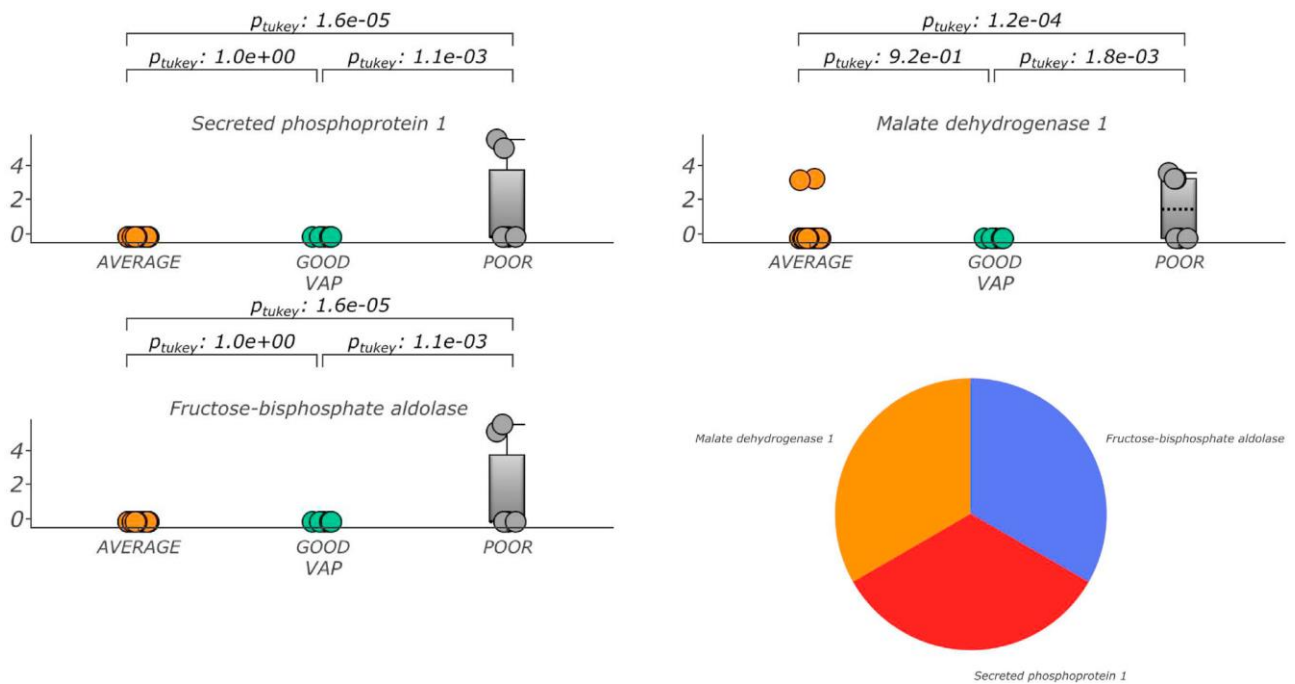 p_tukey: 1.6e-05
p_tukey: 1.0e+00 p_tukey: 1.1e-03
Secreted phosphoprotein 1
4
2
0
AVERAGE GOOD POOR
VAP
p_tukey: 1.2e-04
p_tukey: 9.2e-01 p_tukey: 1.8e-03
Malate dehydrogenase 1
4
2
0
AVERAGE GOOD POOR
VAP
p_tukey: 1.6e-05
p_tukey: 1.0e+00 p_tukey: 1.1e-03
Fructose-bisphosphate aldolase
4
2
0
AVERAGE GOOD POOR
VAP
Malate dehydrogenase 1
Fructose-bisphosphate aldolase
Secreted phosphoprotein 1